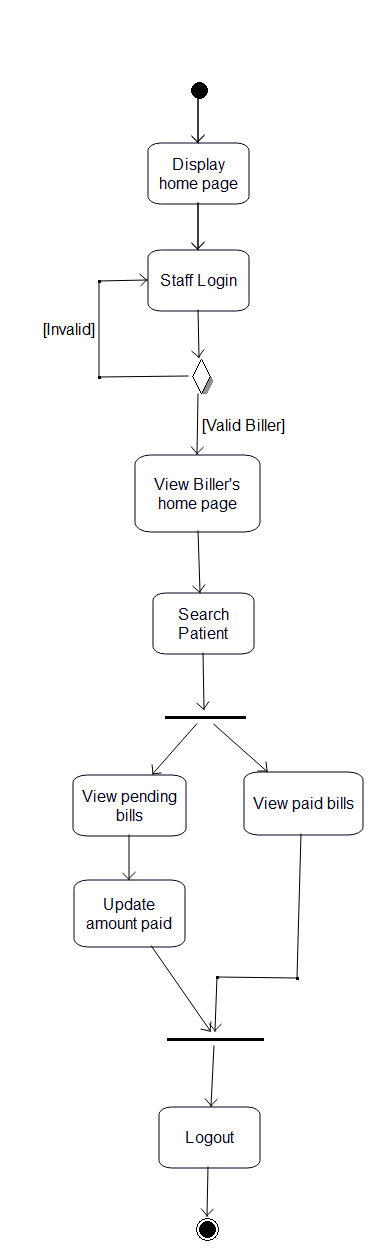 Display
home page
Staff Login
[Invalid]
[Valid Biller]
View Biller's
home page
Search
Patient
View pending
bills
View paid bills
Update
amount paid
Logout